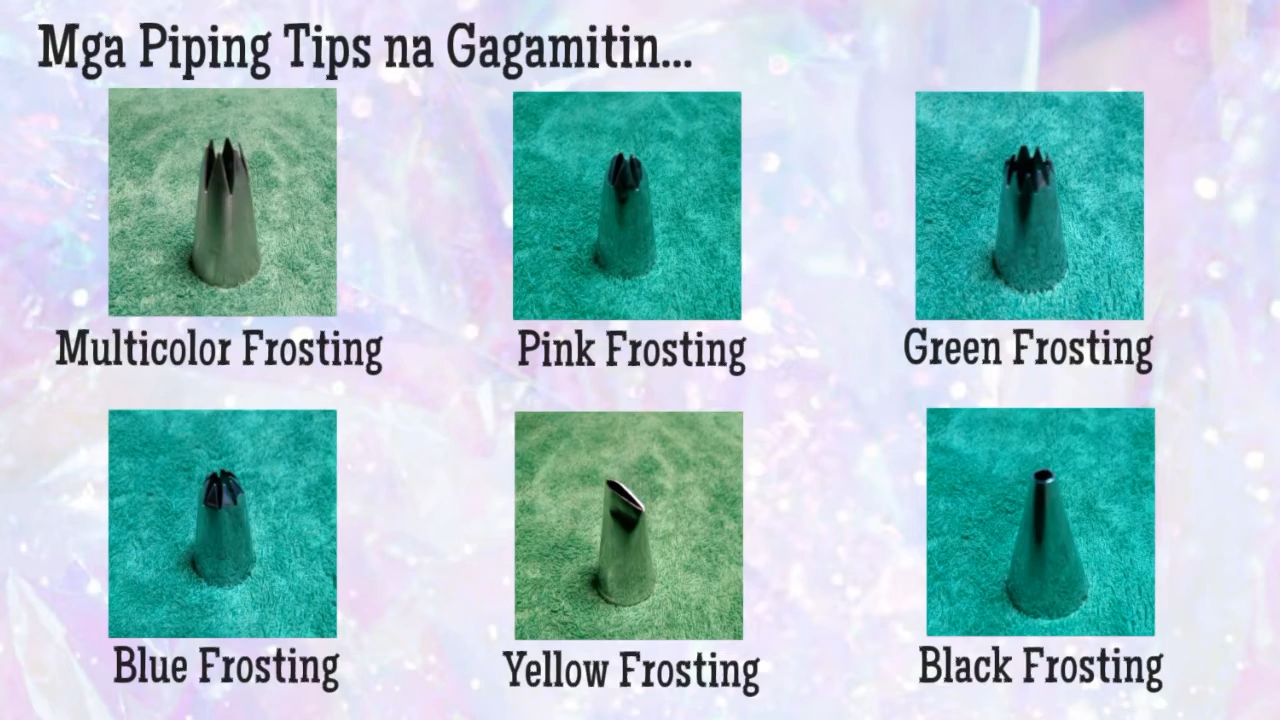 Mga Piping Tips na Gagamitin...
Multicolor Frosting
Pink Frosting
Green Frosting
Blue Frosting
Yellow Frosting
Black Frosting